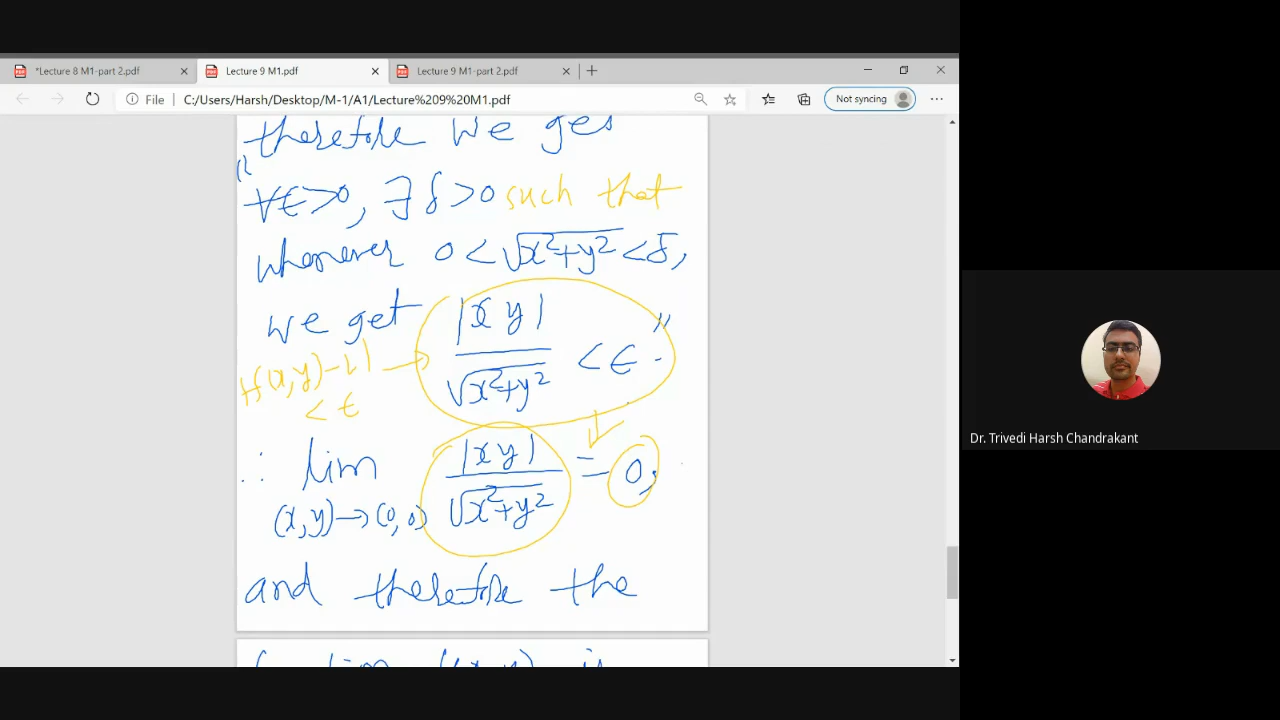 *Lecture 8 M1-part 2.pdf
Lecture 9 M1.pdf
Lecture 9 M1-part 2.pdf
File | C:/Users/Harsh/Desktop/M-1/A1/Lecture%209%20M1.pdf
Not syncing
therefore we get
"∀ε>0, ∃ δ>0 such that
whenever 0 < √x²+y² < δ,
we get |xy| / √x²+y² < ε."
|f(x,y)-L| < ε
∴ lim (x,y)→(0,0) |xy| / √x²+y² = 0,
and therefore the
is
Dr. Trivedi Harsh Chandrakant